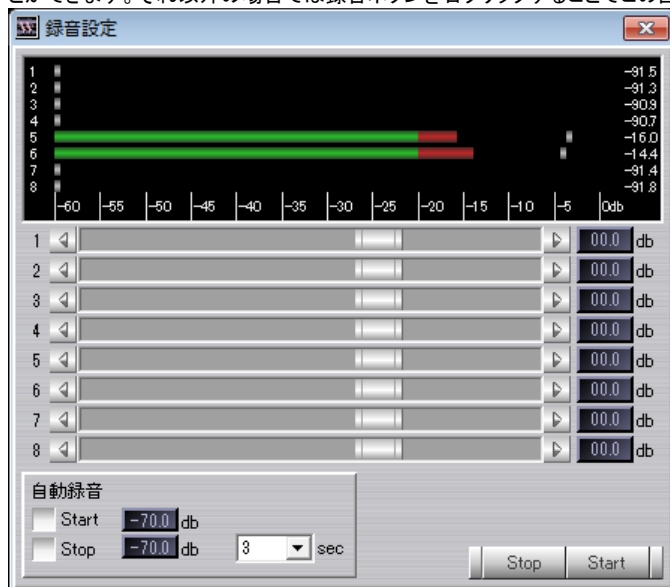 録音設定
1 -91.5
2 -91.3
3 -90.9
4 -90.7
5 -16.0
6 -14.4
7 -91.4
8 -91.8
-60 -55 -50 -45 -40 -35 -30 -25 -20 -15 -10 -5 0db
1 00.0 db
2 00.0 db
3 00.0 db
4 00.0 db
5 00.0 db
6 00.0 db
7 00.0 db
8 00.0 db
自動録音
Start -70.0 db
Stop -70.0 db 3 sec
Stop Start